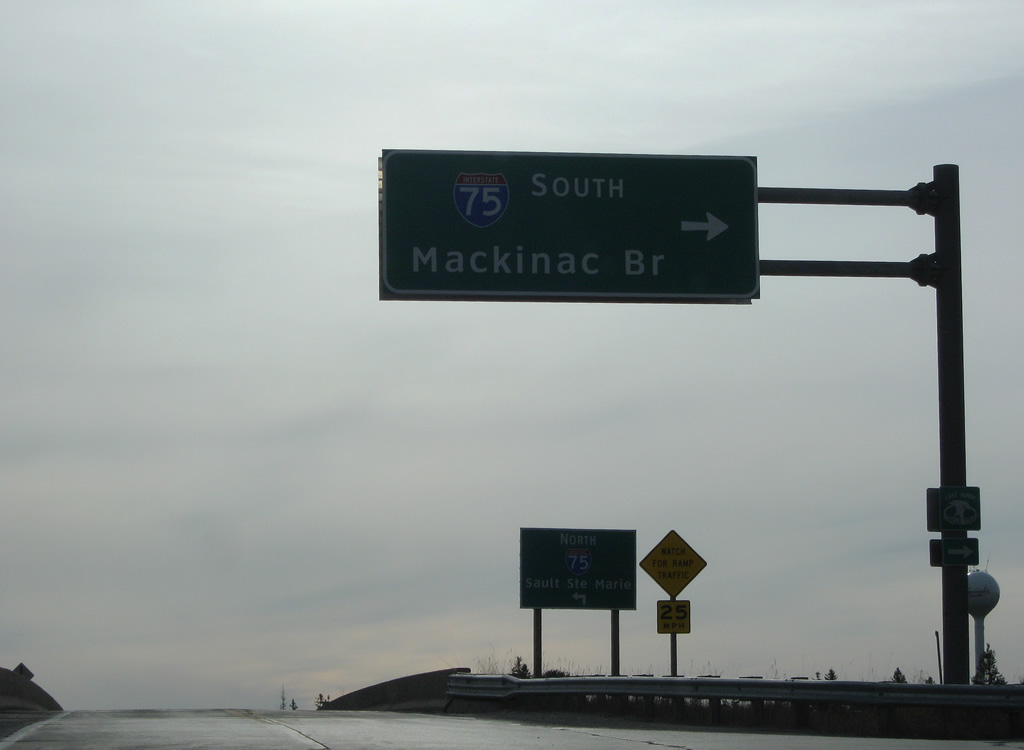 INTERSTATE
75 SOUTH
Mackinac Br
NORTH
75
Sault Ste Marie
WATCH
FOR RAMP
TRAFFIC
25
MPH